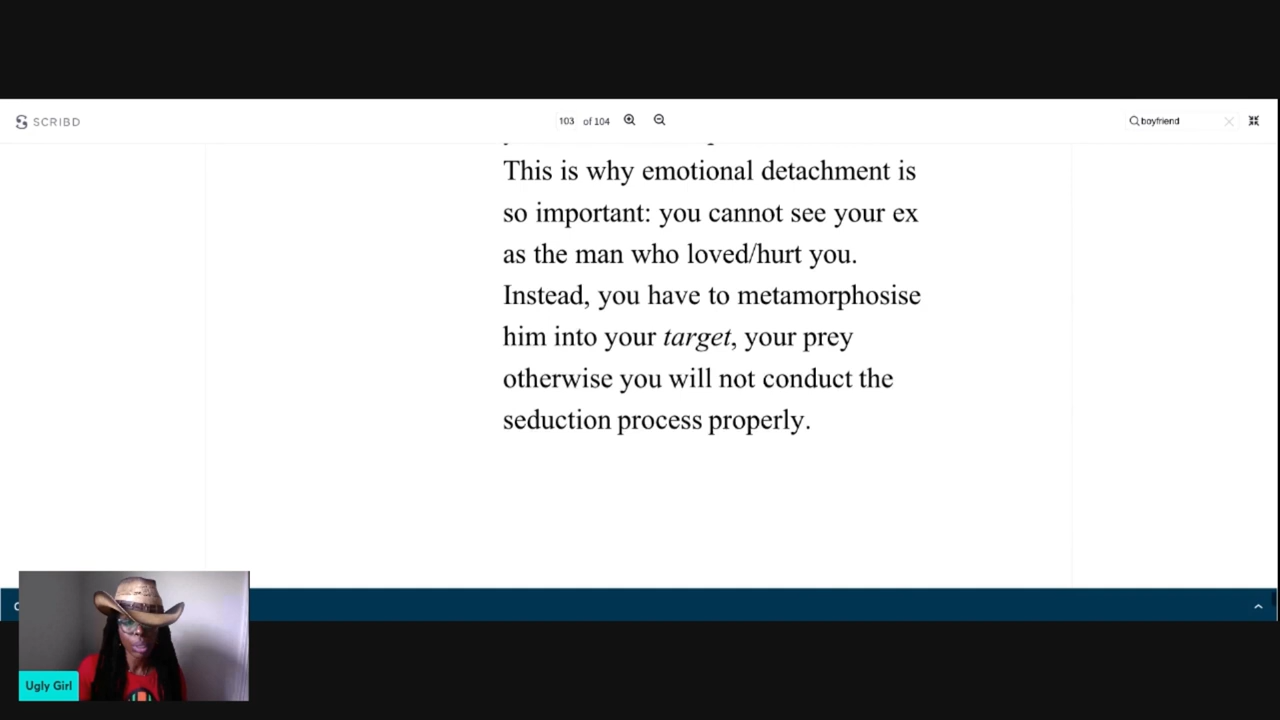 SCRIBD
103 of 104
boyfriend
This is why emotional detachment is
so important: you cannot see your ex
as the man who loved/hurt you.
Instead, you have to metamorphosise
him into your target, your prey
otherwise you will not conduct the
seduction process properly.
Ugly Girl